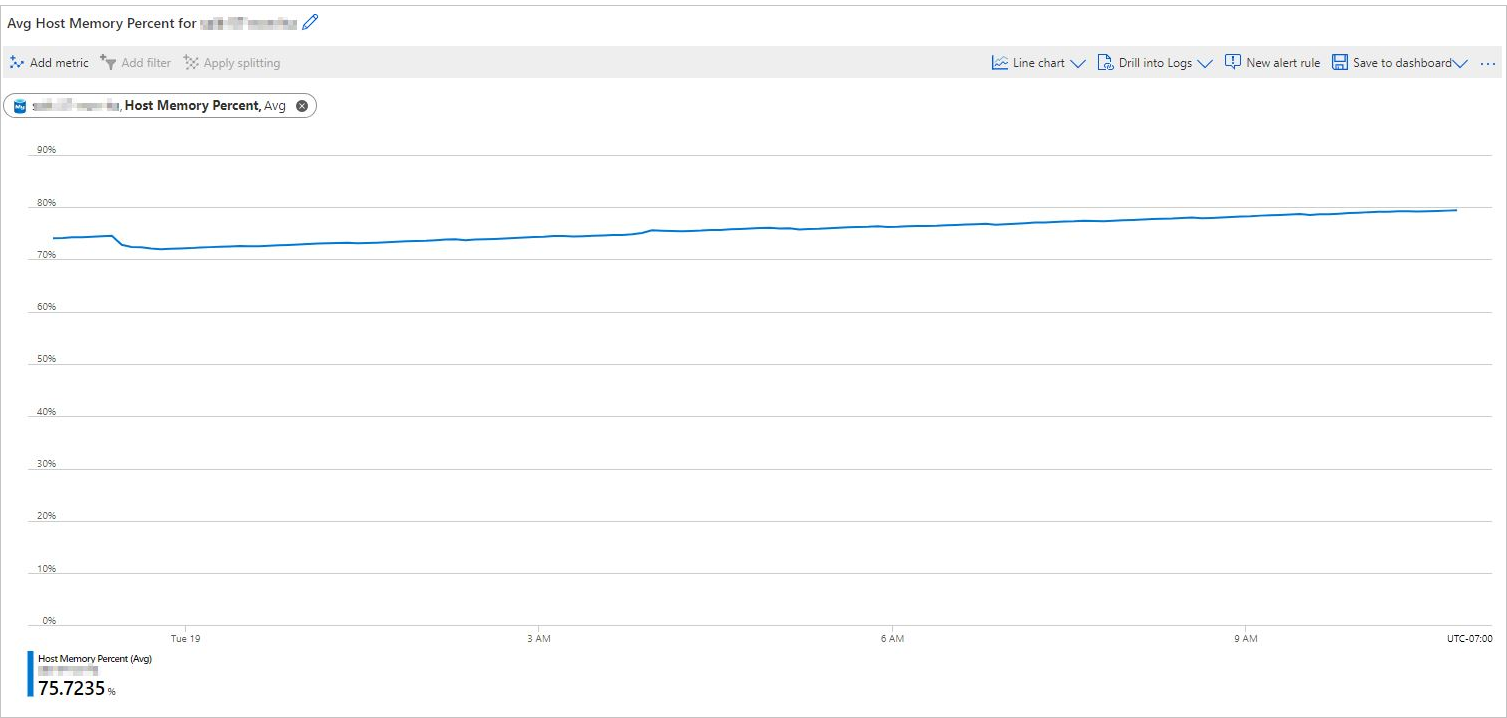 Avg Host Memory Percent for
Add metric Add filter Apply splitting Line chart Drill into Logs New alert rule Save to dashboard ...
My , Host Memory Percent, Avg
90%
80%
70%
60%
50%
40%
30%
20%
10%
0%
Tue 19 3 AM 6 AM 9 AM UTC-07:00
Host Memory Percent (Avg)
75.7235 %